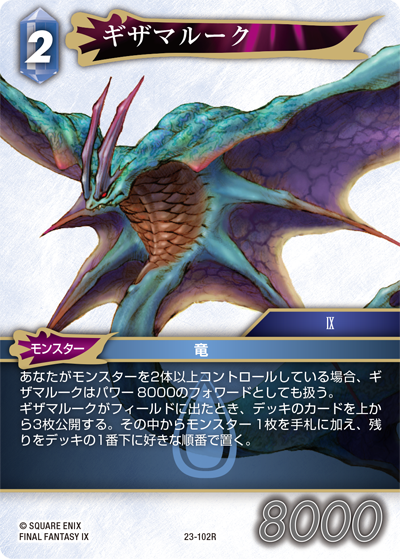 2
ギザマルーク
IX
モンスター
竜
あなたがモンスターを2体以上コントロールしている場合、ギ
ザマルークはパワー8000のフォワードとしても扱う。
ギザマルークがフィールドに出たとき、デッキのカードを上か
ら3枚公開する。その中からモンスター1枚を手札に加え、残
りをデッキの1番下に好きな順番で置く。
© SQUARE ENIX
FINAL FANTASY IX
23-102R
8000